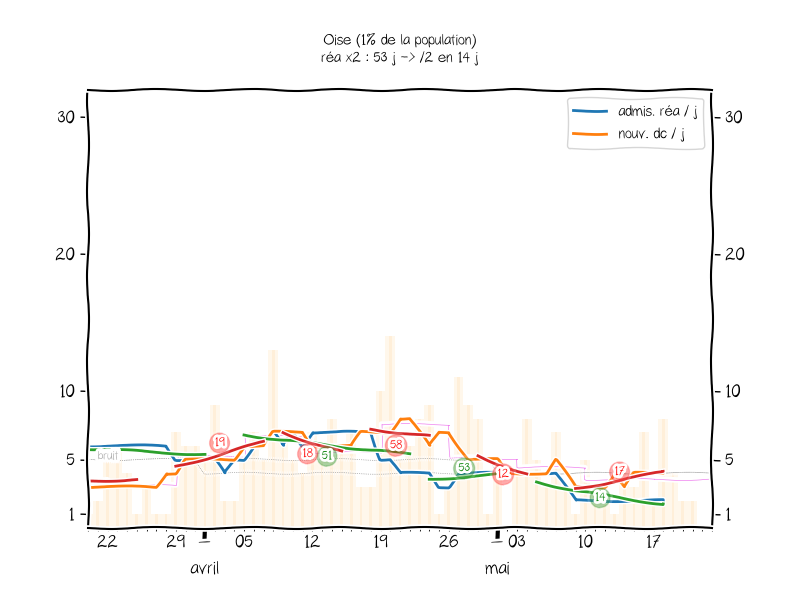 Oise (1% de la population)
réa x2 : 53 j -> /2 en 14 j
admis. réa / j
nouv. dc / j
30 30
20 20
10 10
5 5
1 1
bruit
19 18 51 58 53 12 17 14
22 29 05 12 19 26 03 10 17
avril mai